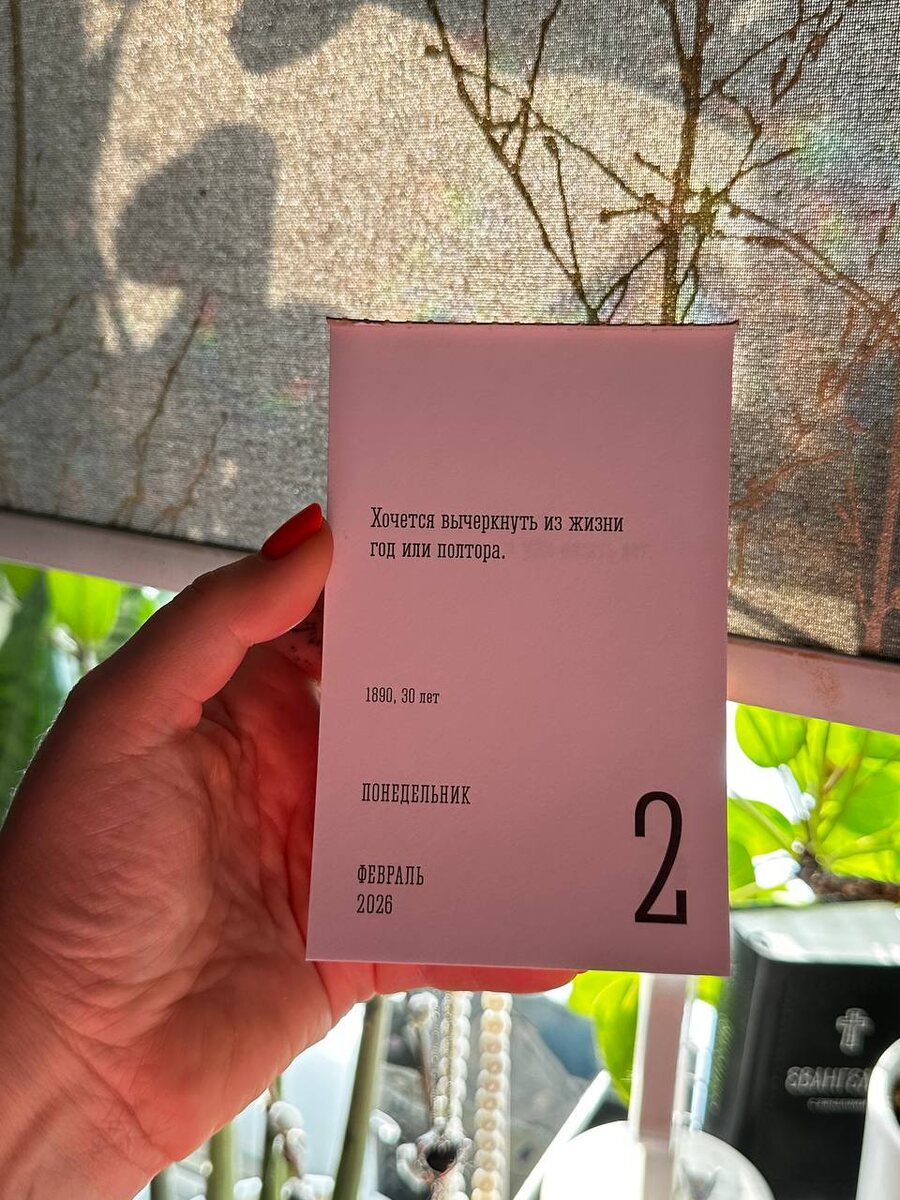 Хочется вычеркнуть из жизни
год или полтора.
1890, 30 лет
ПОНЕДЕЛЬНИК
2
ФЕВРАЛЬ
2026